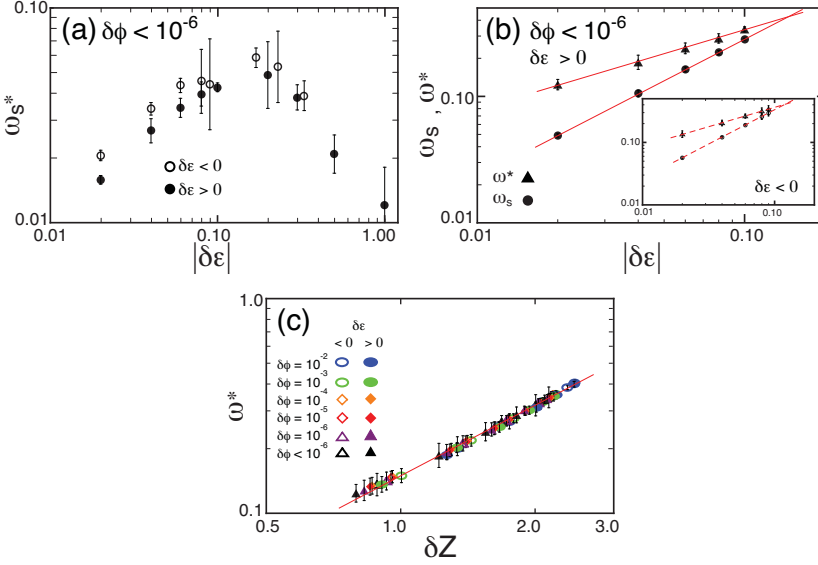 (a) δϕ < 10⁻⁶
ωs*
0.10
0.01
δε < 0
δε > 0
0.01 0.10 1.00
|δε|
(b) δϕ < 10⁻⁶
δε > 0
ωs , ω*
0.10
0.01
0.01
ω*
ωs
0.10
0.01
0.01 0.10
δε < 0
0.01 0.10
|δε|
(c)
ω*
1.0
0.1
δε
< 0 > 0
δϕ = 10⁻²
δϕ = 10⁻³
δϕ = 10⁻⁴
δϕ = 10⁻⁵
δϕ = 10⁻⁶
δϕ < 10⁻⁶
0.5 1.0 2.0 3.0
δZ